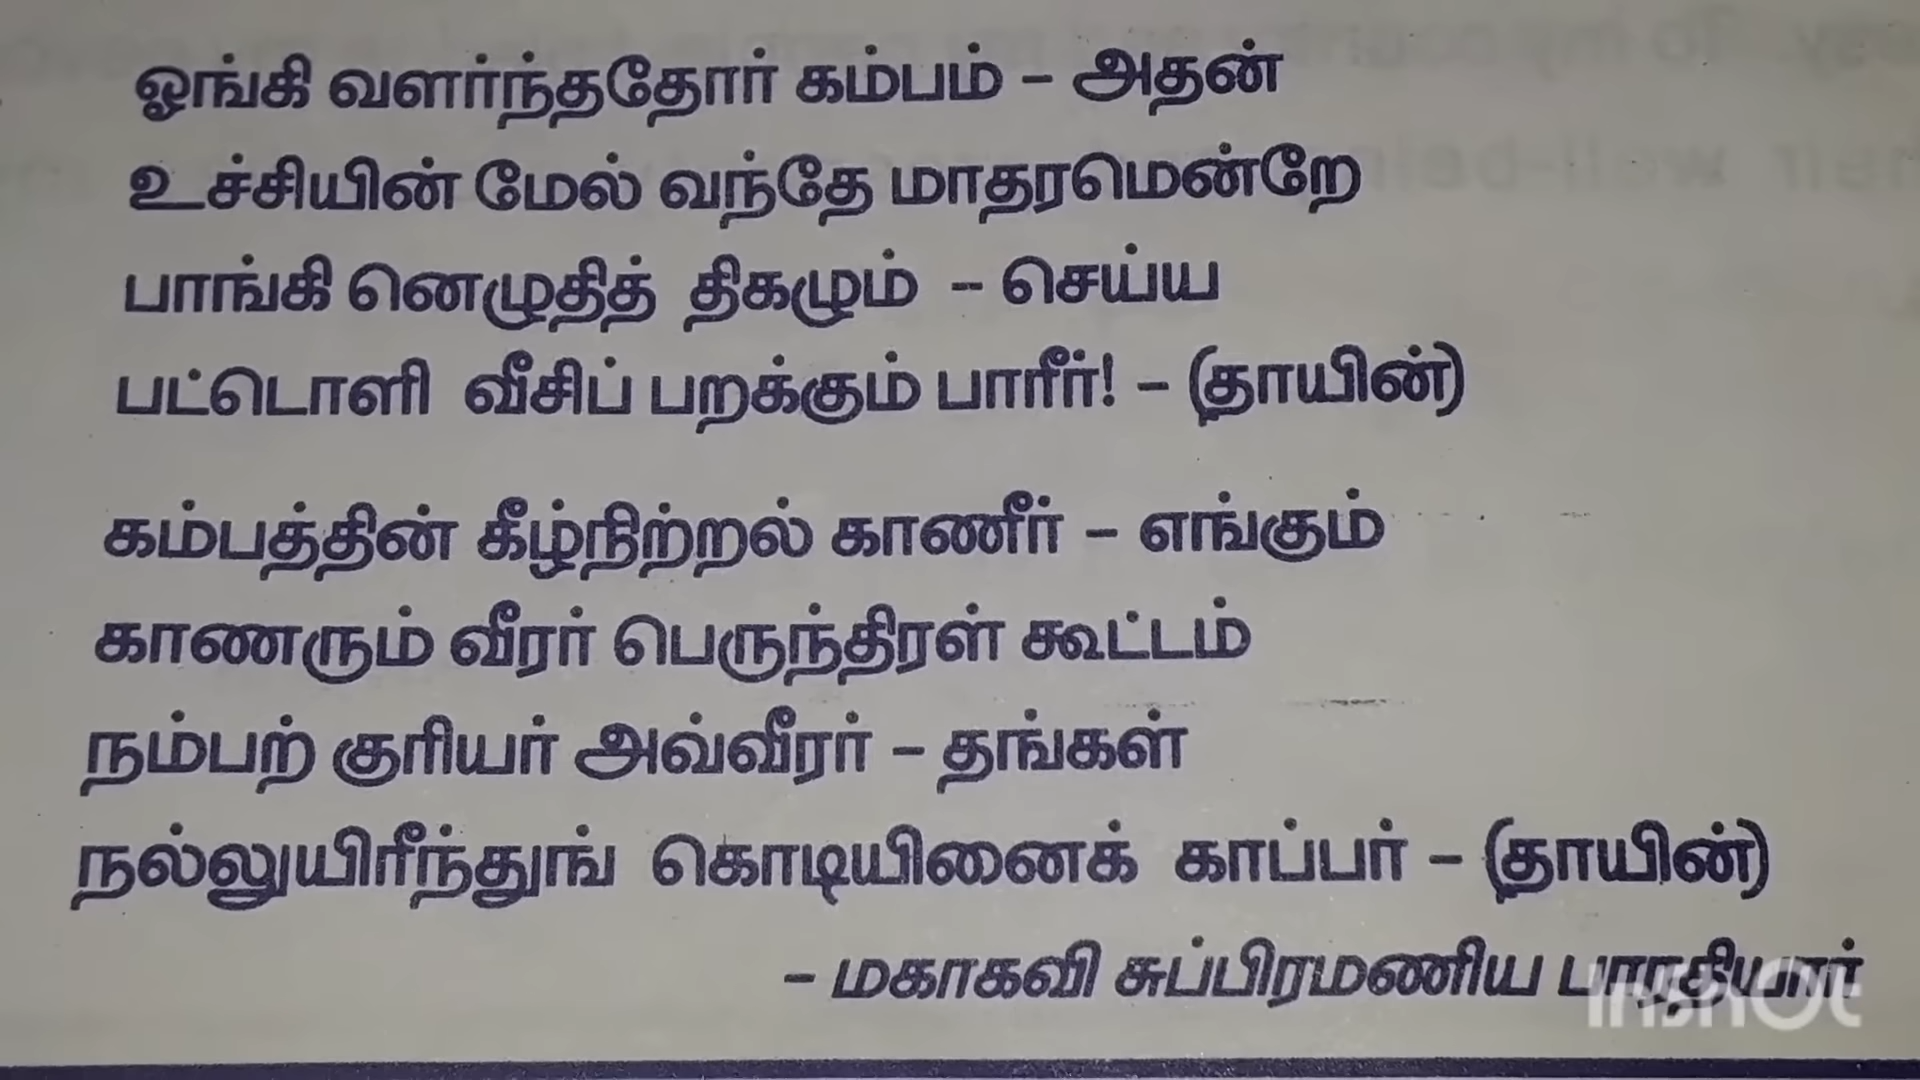 ஓங்கி வளர்ந்ததோர் கம்பம் – அதன்
உச்சியின் மேல் வந்தே மாதரமென்றே
பாங்கி னெழுதித் திகழும் – செய்ய
பட்டொளி வீசிப் பறக்கும் பாரீர்! – (தாயின்)
கம்பத்தின் கீழ்நிற்றல் காணீர் – எங்கும்
காணரும் வீரர் பெருந்திரள் கூட்டம்
நம்பற் குரியர் அவ்வீரர் – தங்கள்
நல்லுயிரீந்துங் கொடியினைக் காப்பர் – (தாயின்)
– மகாகவி சுப்பிரமணிய பாரதியார்
InShOt